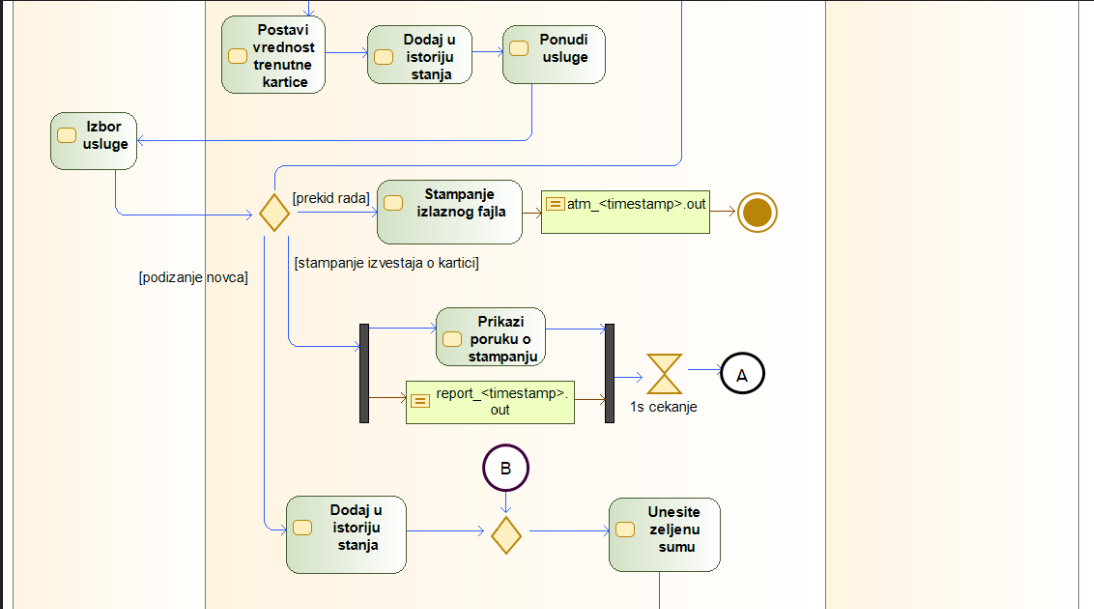 Postavi
vrednost
trenutne
kartice
Dodaj u
istoriju
stanja
Ponudi
usluge
Izbor
usluge
[prekid rada]
Stampanje
izlaznog fajla
atm_<timestamp>.out
[stampanje izvestaja o kartici]
[podizanje novca]
Prikazi
poruku o
stampanju
report_<timestamp>.
out
1s cekanje
A
B
Dodaj u
istoriju
stanja
Unesite
zeljenu
sumu